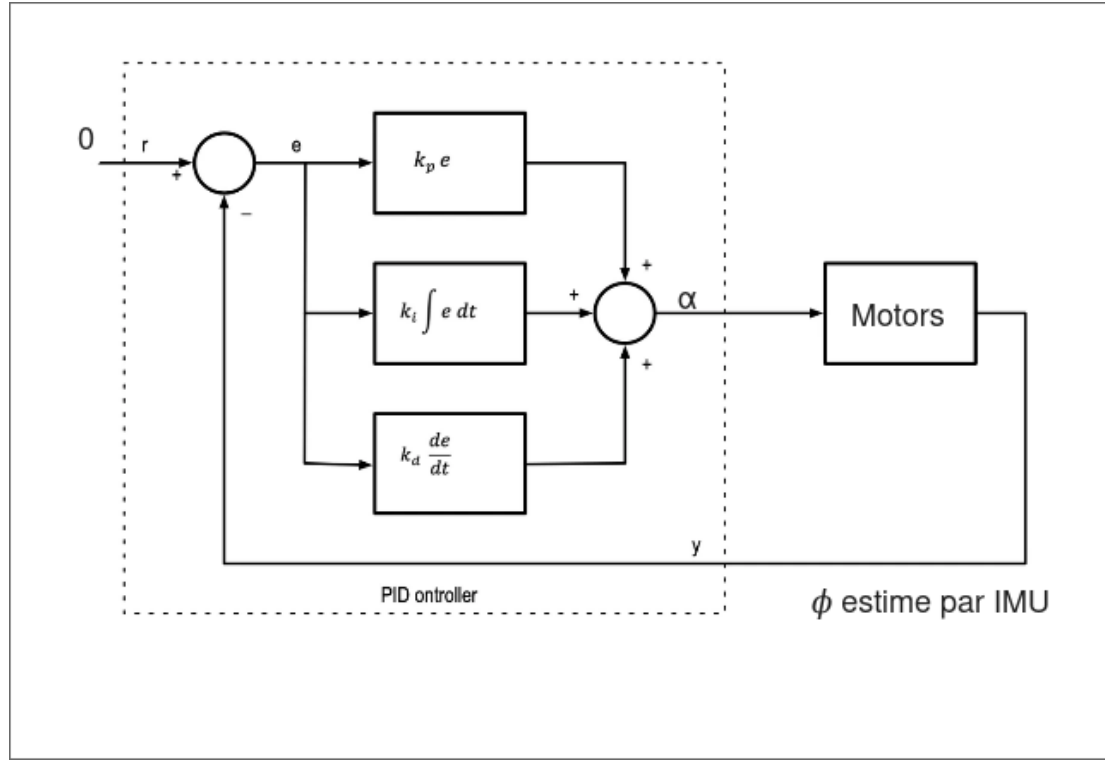 0
r
+
−
e
k_p e
k_i ∫ e dt
k_d de/dt
+
+
+
α
Motors
y
PID ontroller
ϕ estime par IMU